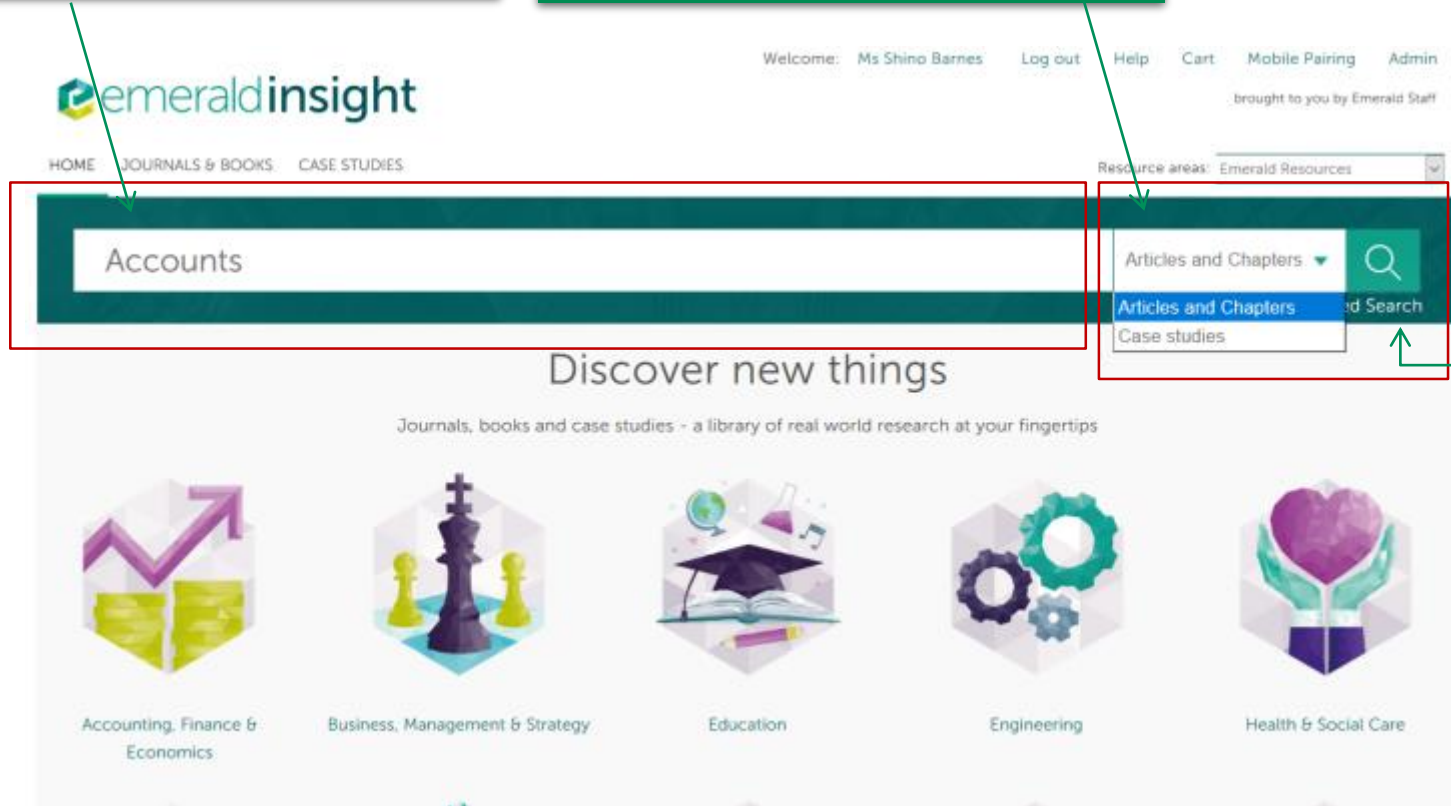 Welcome: Ms Shino Barnes Log out Help Cart Mobile Pairing Admin
emeraldinsight
brought to you by Emerald Staff
HOME JOURNALS & BOOKS CASE STUDIES
Resource areas: Emerald Resources
Accounts
Articles and Chapters
Articles and Chapters
Search
Case studies
Discover new things
Journals, books and case studies - a library of real world research at your fingertips
Accounting, Finance &
Economics
Business, Management & Strategy
Education
Engineering
Health & Social Care